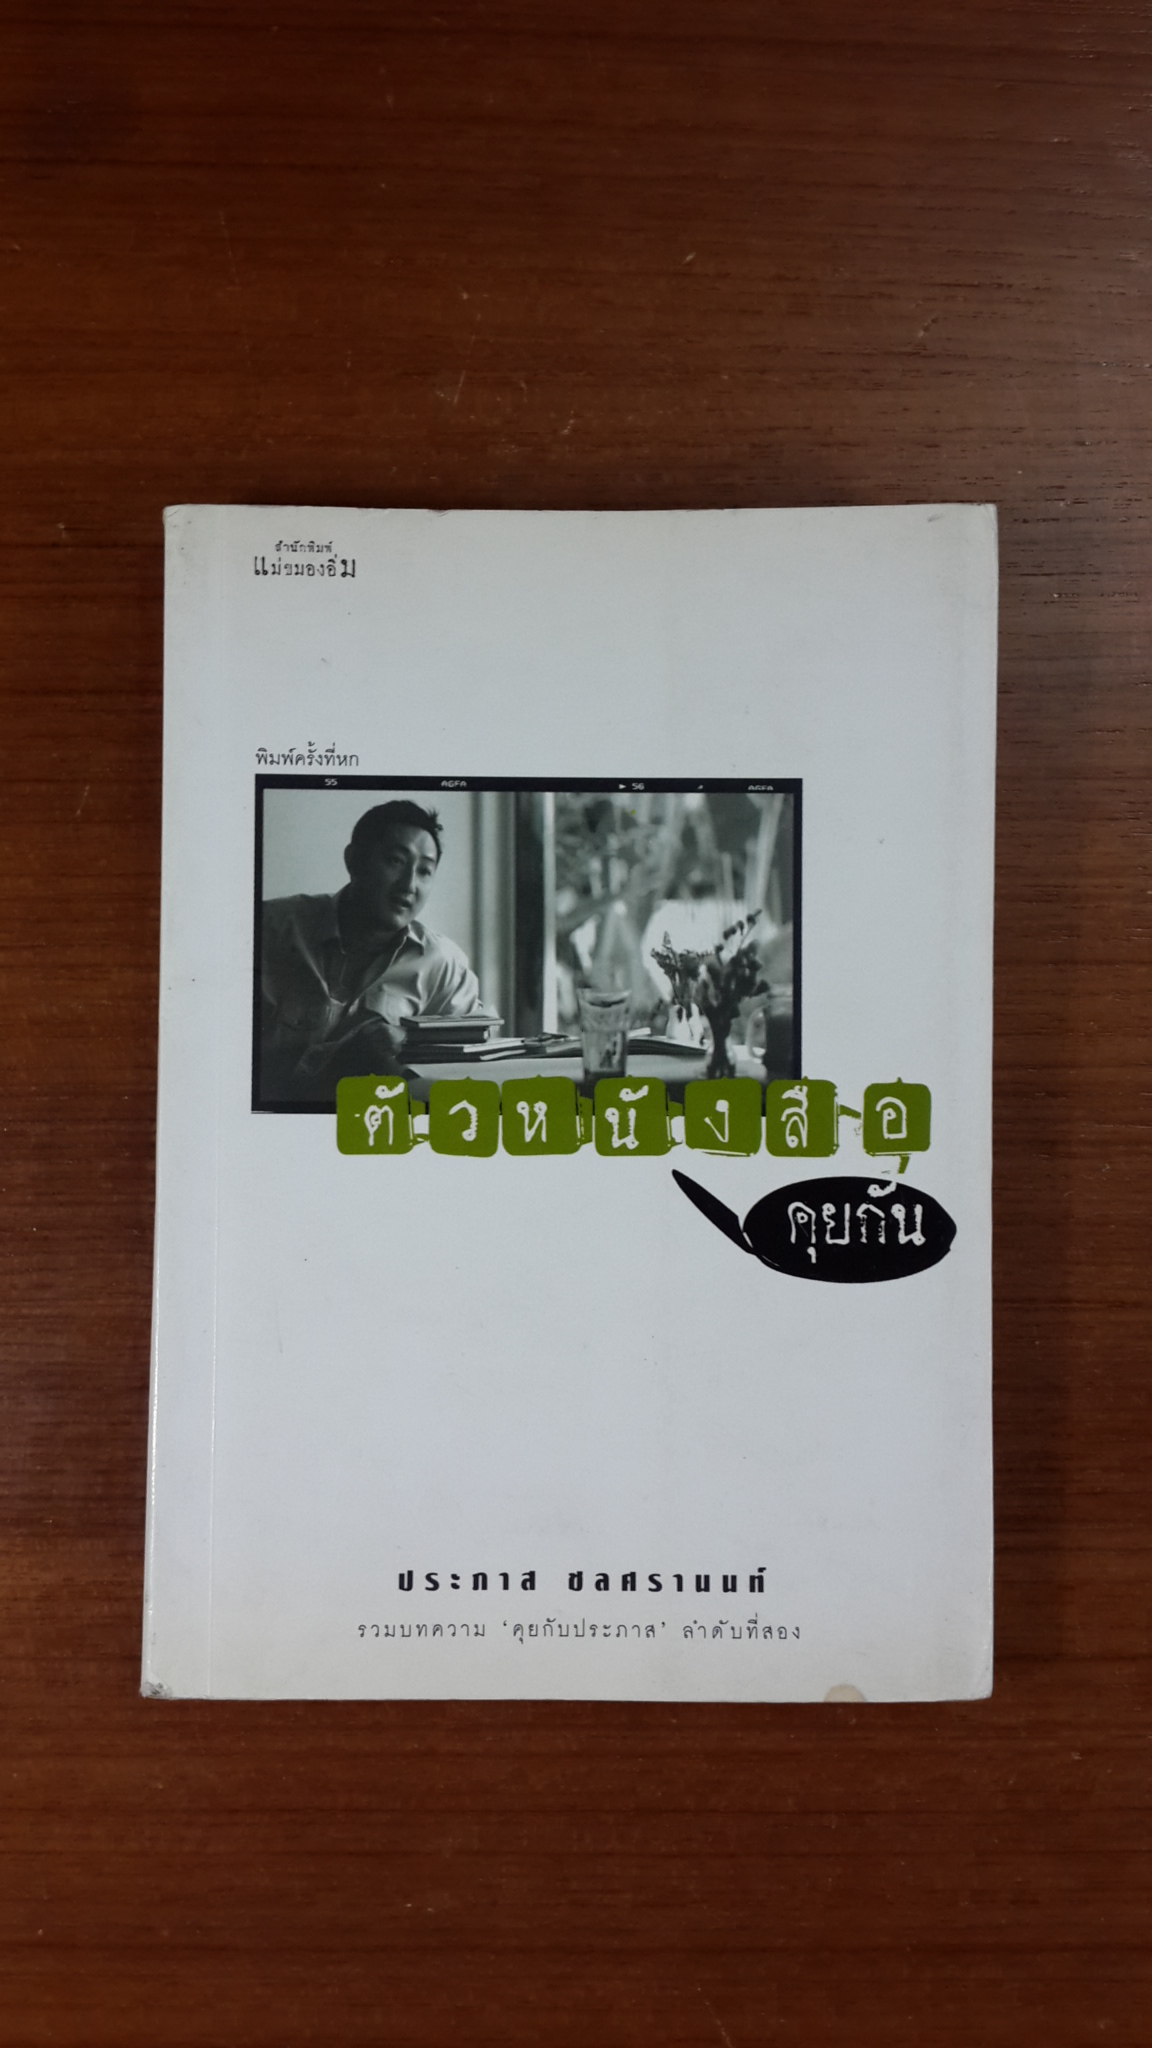 สำนักพิมพ์
แม่ขมองอิ่ม
พิมพ์ครั้งที่หก
55 AGFA ▸ 56 AGFA
ตัวหนังสือ
คุยกัน
ประภาส ชลศรานนท์
รวมบทความ ‘คุยกับประภาส’ ลำดับที่สอง